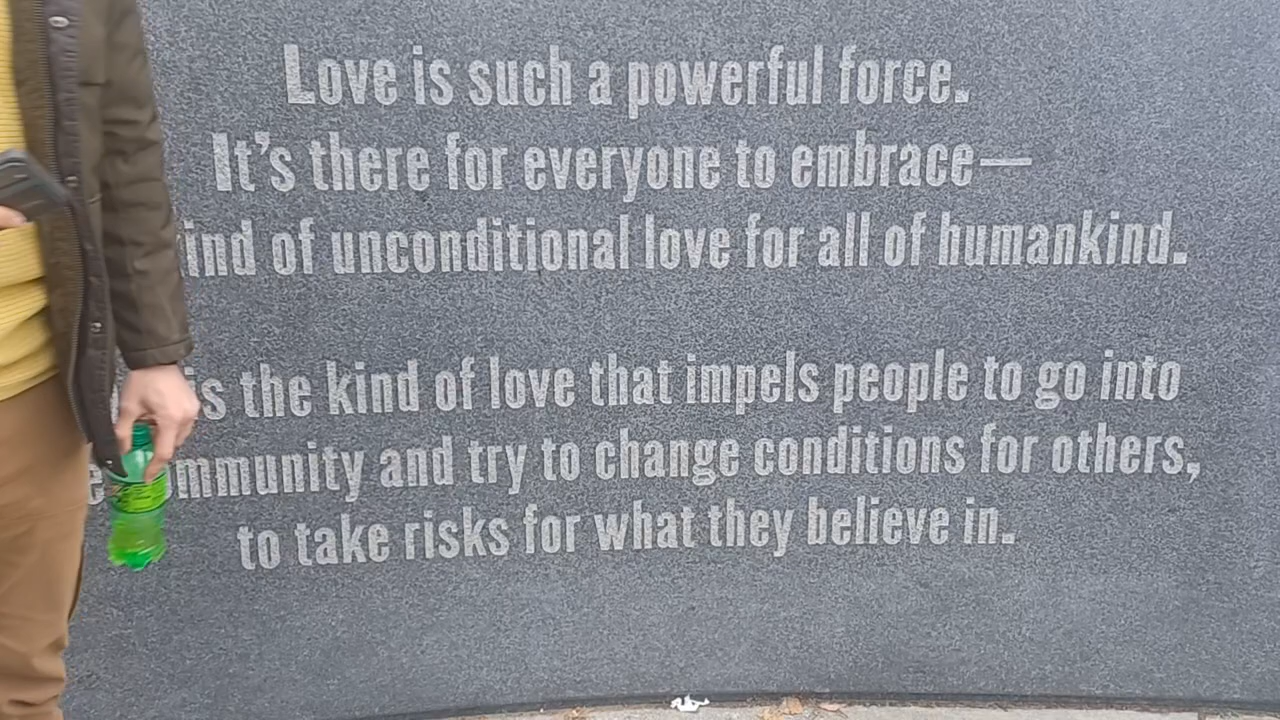 Love is such a powerful force.
It's there for everyone to embrace—
kind of unconditional love for all of humankind.
is the kind of love that impels people to go into
community and try to change conditions for others,
to take risks for what they believe in.